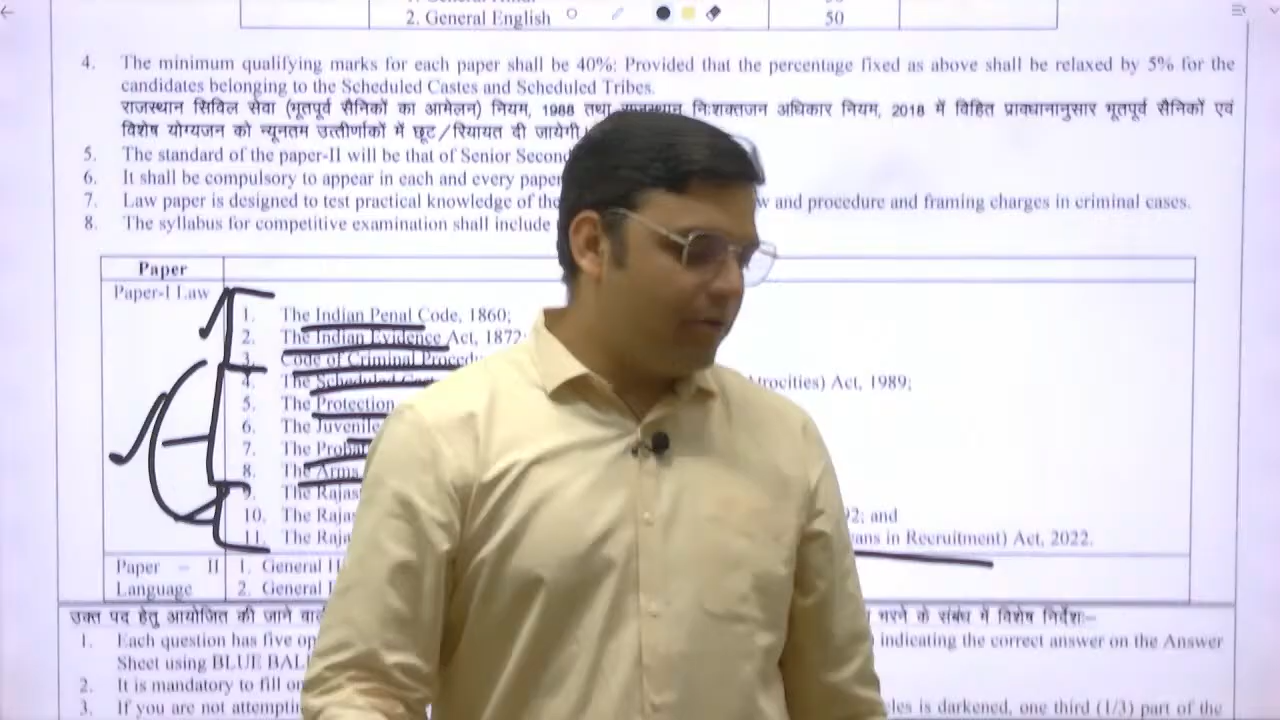 2. General English
50
4. The minimum qualifying marks for each paper shall be 40%: Provided that the percentage fixed as above shall be relaxed by 5% for the
candidates belonging to the Scheduled Castes and Scheduled Tribes.
राजस्थान सिविल सेवा (भूतपूर्व सैनिकों का आमेलन) नियम, 1988 तथा राजस्थान निःशक्तजन अधिकार नियम, 2018 में विहित प्रावधानानुसार भूतपूर्व सैनिकों एवं
विशेष योग्यजन को न्यूनतम उत्तीर्णाकों में छूट/रियायत दी जायेगी।
5. The standard of the paper-II will be that of Senior Second
6. It shall be compulsory to appear in each and every paper
7. Law paper is designed to test practical knowledge of the w and procedure and framing charges in criminal cases.
8. The syllabus for competitive examination shall include
Paper
Paper-I Law
1. The Indian Penal Code, 1860;
2. The Indian Evidence Act, 1872;
3. Code of Criminal Procedu
4. The Scheduled Cast trocities) Act, 1989;
5. The Protection
6. The Juvenile
7. The Probat
8. The Arms
9. The Rajas
10. The Rajas 92; and
11. The Raja ans in Recruitment) Act, 2022.
Paper – II 1. General H
Language 2. General E
उक्त पद हेतु आयोजित की जाने वा भरने के संबंध में विशेष निर्देशः–
1. Each question has five op indicating the correct answer on the Answer
Sheet using BLUE BAL
2. It is mandatory to fill on
3. If you are not attempti les is darkened, one third (1/3) part of the